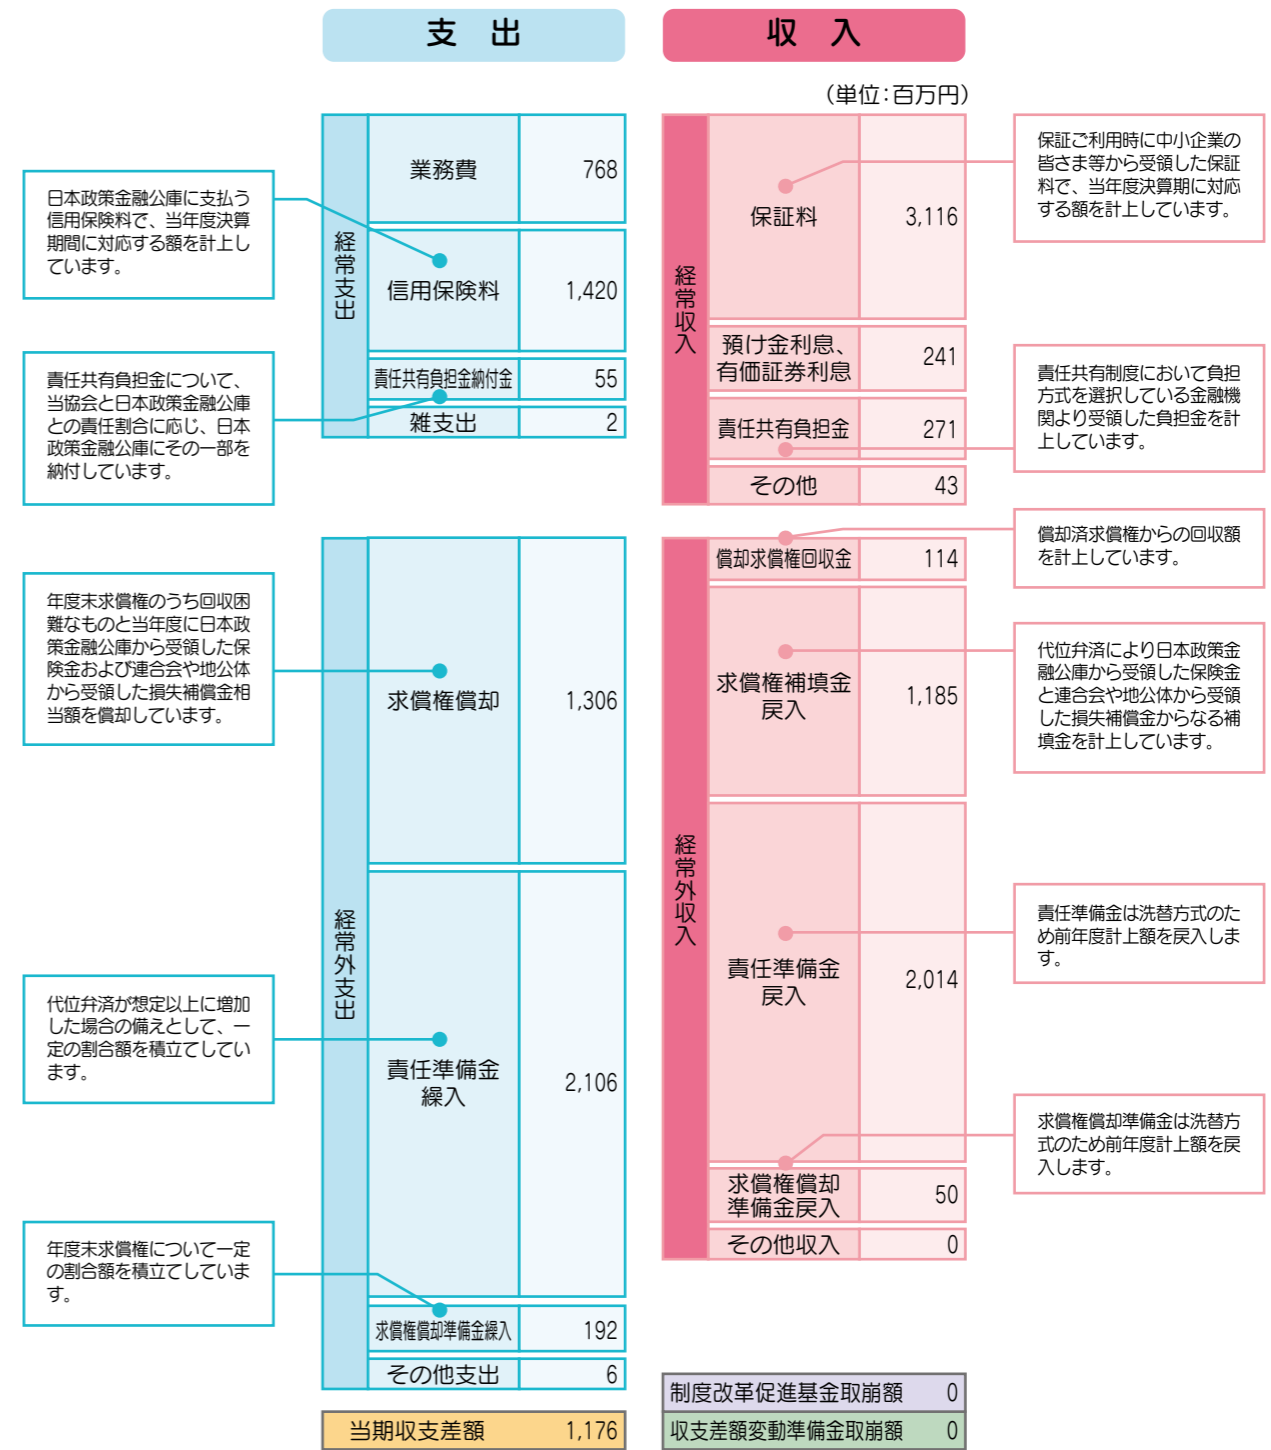 支　出
収　入
（単位：百万円）
経常支出
業務費
768
信用保険料
1,420
責任共有負担金納付金
55
雑支出
2
日本政策金融公庫に支払う
信用保険料で、当年度決算
期間に対応する額を計上し
ています。
責任共有負担金について、
当協会と日本政策金融公庫
との責任割合に応じ、日本
政策金融公庫にその一部を
納付しています。
経常外支出
求償権償却
1,306
責任準備金
繰入
2,106
求償権償却準備金繰入
192
その他支出
6
年度末求償権のうち回収困
難なものと当年度に日本政
策金融公庫から受領した保
険金および連合会や地公体
から受領した損失補償金相
当額を償却しています。
代位弁済が想定以上に増加
した場合の備えとして、一
定の割合額を積立てしてい
ます。
年度末求償権について一定
の割合額を積立てしていま
す。
当期収支差額
1,176
経常収入
保証料
3,116
預け金利息、
有価証券利息
241
責任共有負担金
271
その他
43
保証ご利用時に中小企業の
皆さま等から受領した保証
料で、当年度決算期に対応
する額を計上しています。
責任共有制度において負担
方式を選択している金融機
関より受領した負担金を計
上しています。
経常外収入
償却求償権回収金
114
求償権補填金
戻入
1,185
責任準備金
戻入
2,014
求償権償却
準備金戻入
50
その他収入
0
償却済求償権からの回収額
を計上しています。
代位弁済により日本政策金
融公庫から受領した保険金
と連合会や地公体から受領
した損失補償金からなる補
填金を計上しています。
責任準備金は洗替方式のた
め前年度計上額を戻入しま
す。
求償権償却準備金は洗替方
式のため前年度計上額を戻
入します。
制度改革促進基金取崩額
0
収支差額変動準備金取崩額
0